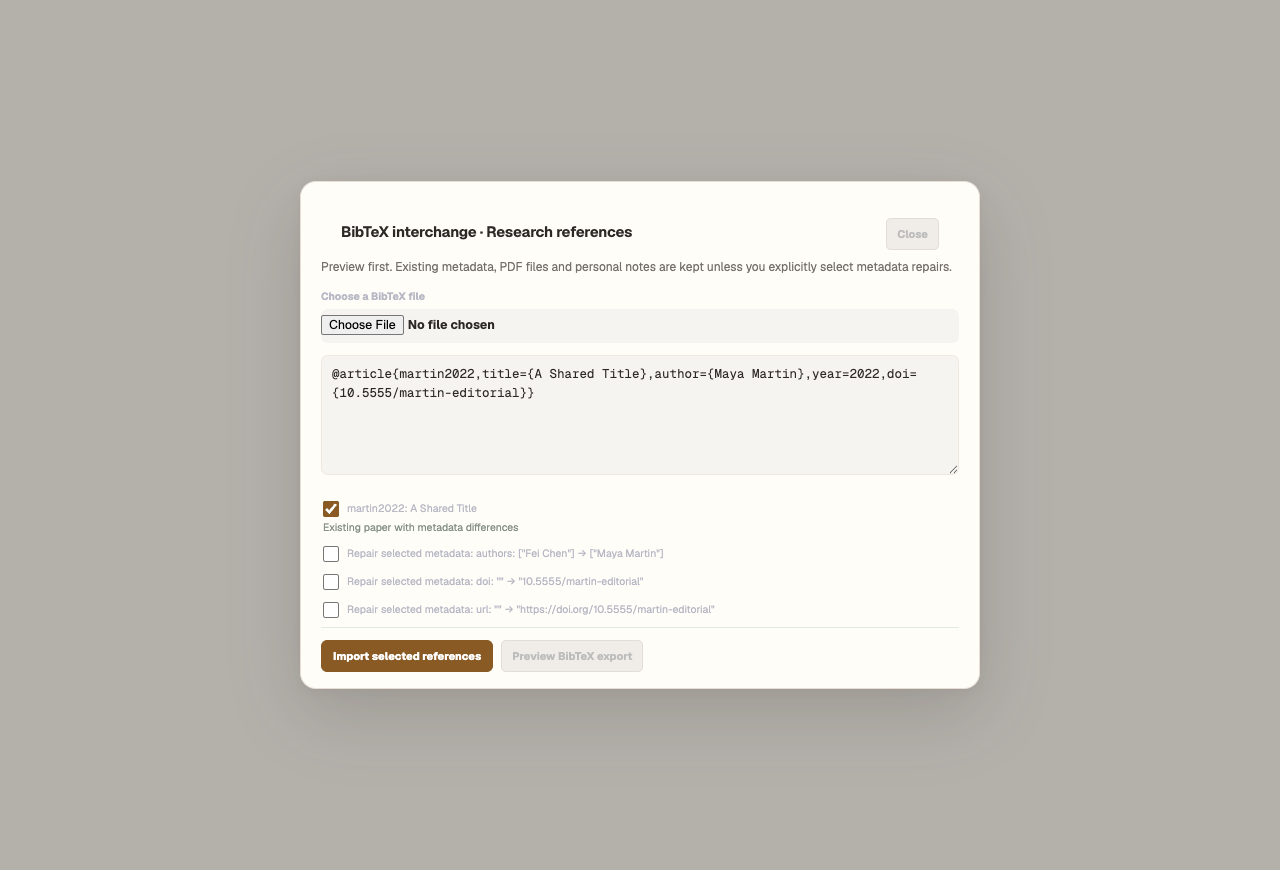 BibTeX interchange · Research references
Close
Preview first. Existing metadata, PDF files and personal notes are kept unless you explicitly select metadata repairs.
Choose a BibTeX file
Choose File No file chosen
@article{martin2022,title={A Shared Title},author={Maya Martin},year=2022,doi=
{10.5555/martin-editorial}}
martin2022: A Shared Title
Existing paper with metadata differences
Repair selected metadata: authors: ["Fei Chen"] → ["Maya Martin"]
Repair selected metadata: doi: "" → "10.5555/martin-editorial"
Repair selected metadata: url: "" → "https://doi.org/10.5555/martin-editorial"
Import selected references
Preview BibTeX export